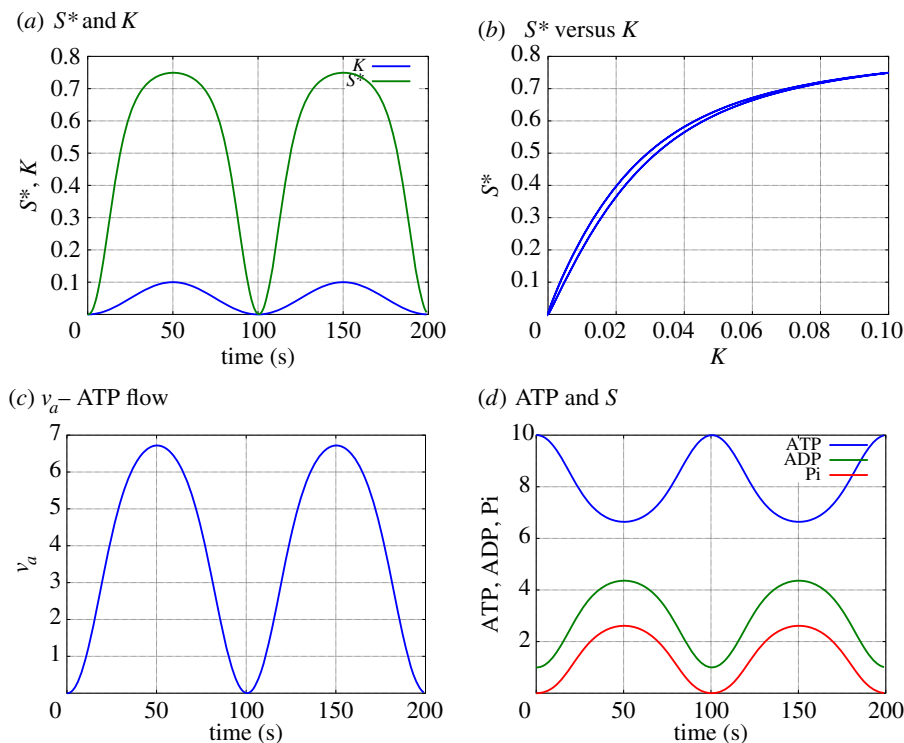 (a) S* and K
0.8
0.7
0.6
0.5
0.4
0.3
0.2
0.1
S*, K
K
S*
50 100 150 200
time (s)
(b) S* versus K
0.8
0.7
0.6
0.5
0.4
0.3
0.2
0.1
S*
0 0.02 0.04 0.06 0.08 0.10
K
(c) va– ATP flow
7
6
5
4
3
2
1
va
0 50 100 150 200
time (s)
(d) ATP and S
10
8
6
4
2
ATP, ADP, Pi
ATP
ADP
Pi
0 50 100 150 200
time (s)